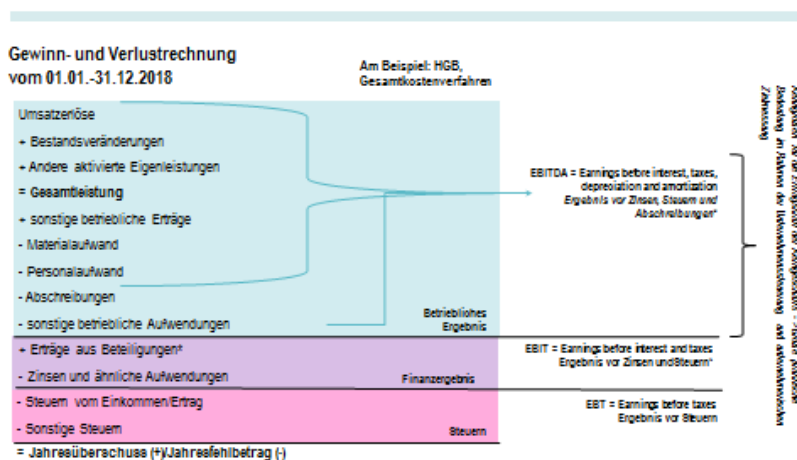 Gewinn- und Verlustrechnung
vom 01.01.-31.12.2018
Am Beispiel: HGB,
Gesamtkostenverfahren
Umsatzerlöse
+ Bestandsveränderungen
+ Andere aktivierte Eigenleistungen
= Gesamtleistung
+ sonstige betriebliche Erträge
- Materialaufwand
- Personalaufwand
- Abschreibungen
- sonstige betriebliche Aufwendungen
Betriebliches
Ergebnis
+ Erträge aus Beteiligungen*
- Zinsen und ähnliche Aufwendungen
Finanzergebnis
- Steuern vom Einkommen/Ertrag
- Sonstige Steuern
Steuern
= Jahresüberschuss (+)/Jahresfehlbetrag (-)
EBITDA = Earnings before interest, taxes,
depreciation and amortization
Ergebnis vor Zinsen, Steuern und
Abschreibungen*
EBIT = Earnings before interest and taxes
Ergebnis vor Zinsen und Steuern*
EBT = Earnings before taxes
Ergebnis vor Steuern